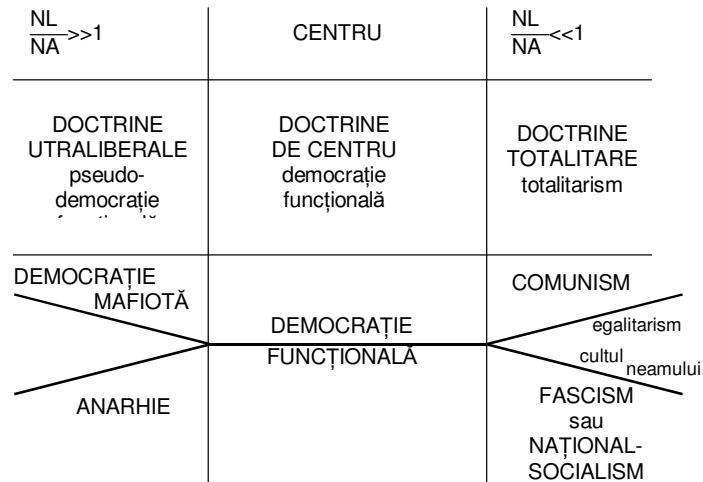 NL
NA >>1
CENTRU
NL
NA <<1
DOCTRINE
UTRALIBERALE
pseudo-
democrație
DOCTRINE
DE CENTRU
democrație
funcțională
DOCTRINE
TOTALITARE
totalitarism
DEMOCRAȚIE
MAFIOTĂ
ANARHIE
DEMOCRAȚIE
FUNCȚIONALĂ
COMUNISM
egalitarism
cultul
neamului
FASCISM
sau
NAȚIONAL-
SOCIALISM